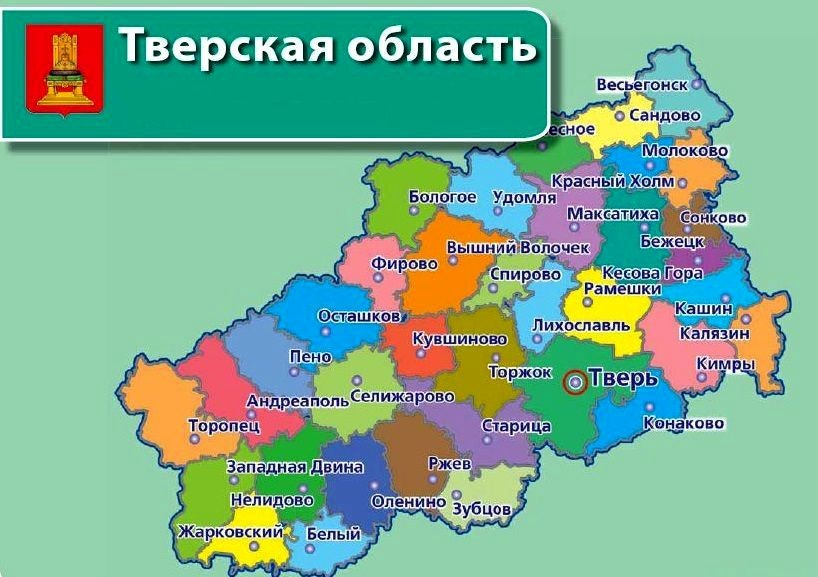 Тверская область
Весьегонск
Сандово
есное
Молоково
Красный Холм
Бологое
Удомля
Максатиха
Сонково
Бежецк
Вышний Волочек
Фирово
Спирово
Кесова Гора
Рамешки
Осташков
Кашин
Лихославль
Калязин
Кувшиново
Пено
Кимры
Торжок
Тверь
Андреаполь
Селижарово
Торопец
Старица
Конаково
Западная Двина
Ржев
Нелидово
Оленино
Зубцов
Жарковский
Белый